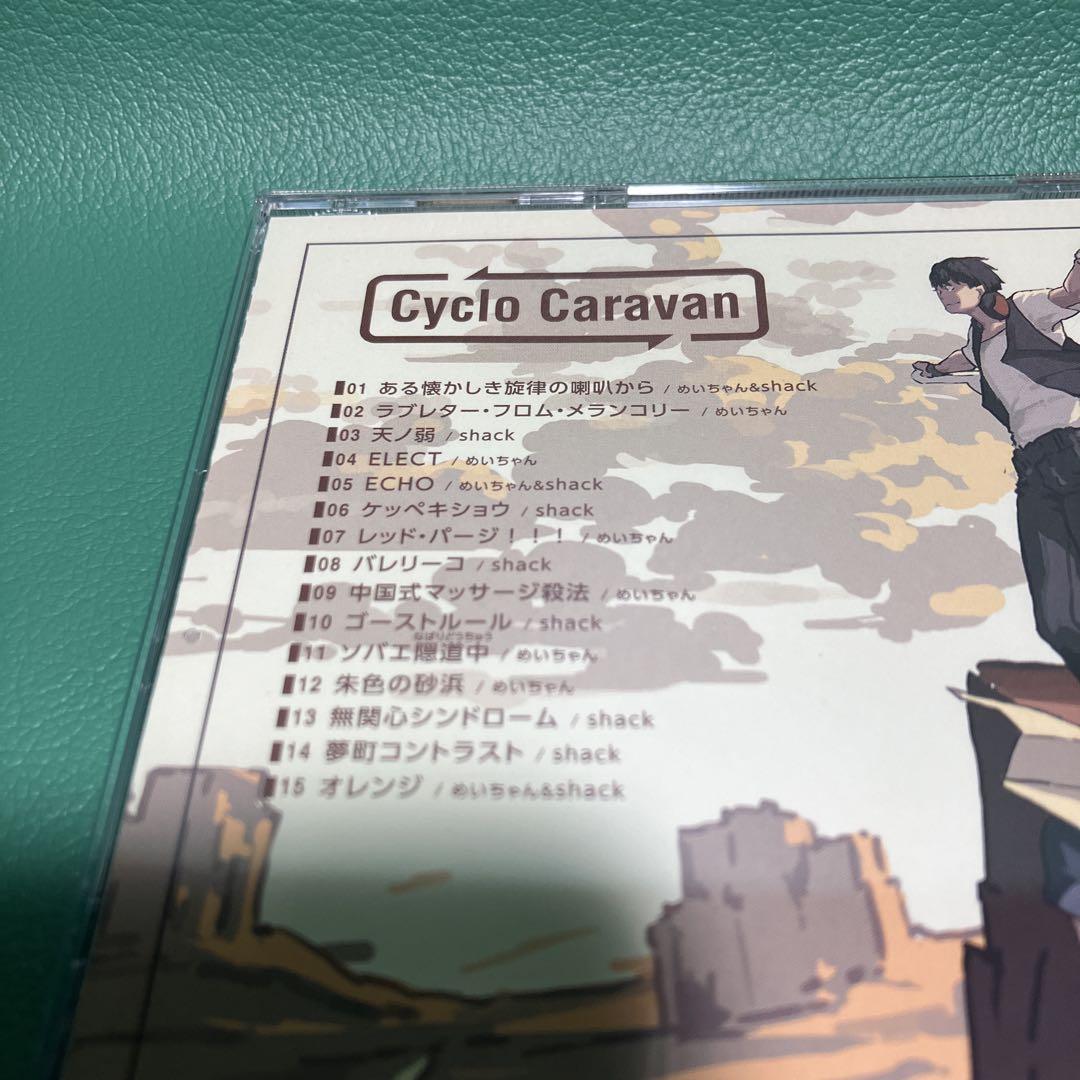 Cyclo Caravan
01 ある懐かしき旋律の喇叭から / めいちゃん&shack
02 ラブレター・フロム・メランコリー / めいちゃん
03 天ノ弱 / shack
04 ELECT / めいちゃん
05 ECHO / めいちゃん&shack
06 ケッペキショウ / shack
07 レッド・パージ！！！ / めいちゃん
08 バレリーコ / shack
09 中国式マッサージ殺法 / めいちゃん
10 ゴーストルール / shack
なばりどうちゅう
11 ソバエ隠道中 / めいちゃん
12 朱色の砂浜 / めいちゃん
13 無関心シンドローム / shack
14 夢町コントラスト / shack
15 オレンジ / めいちゃん&shack